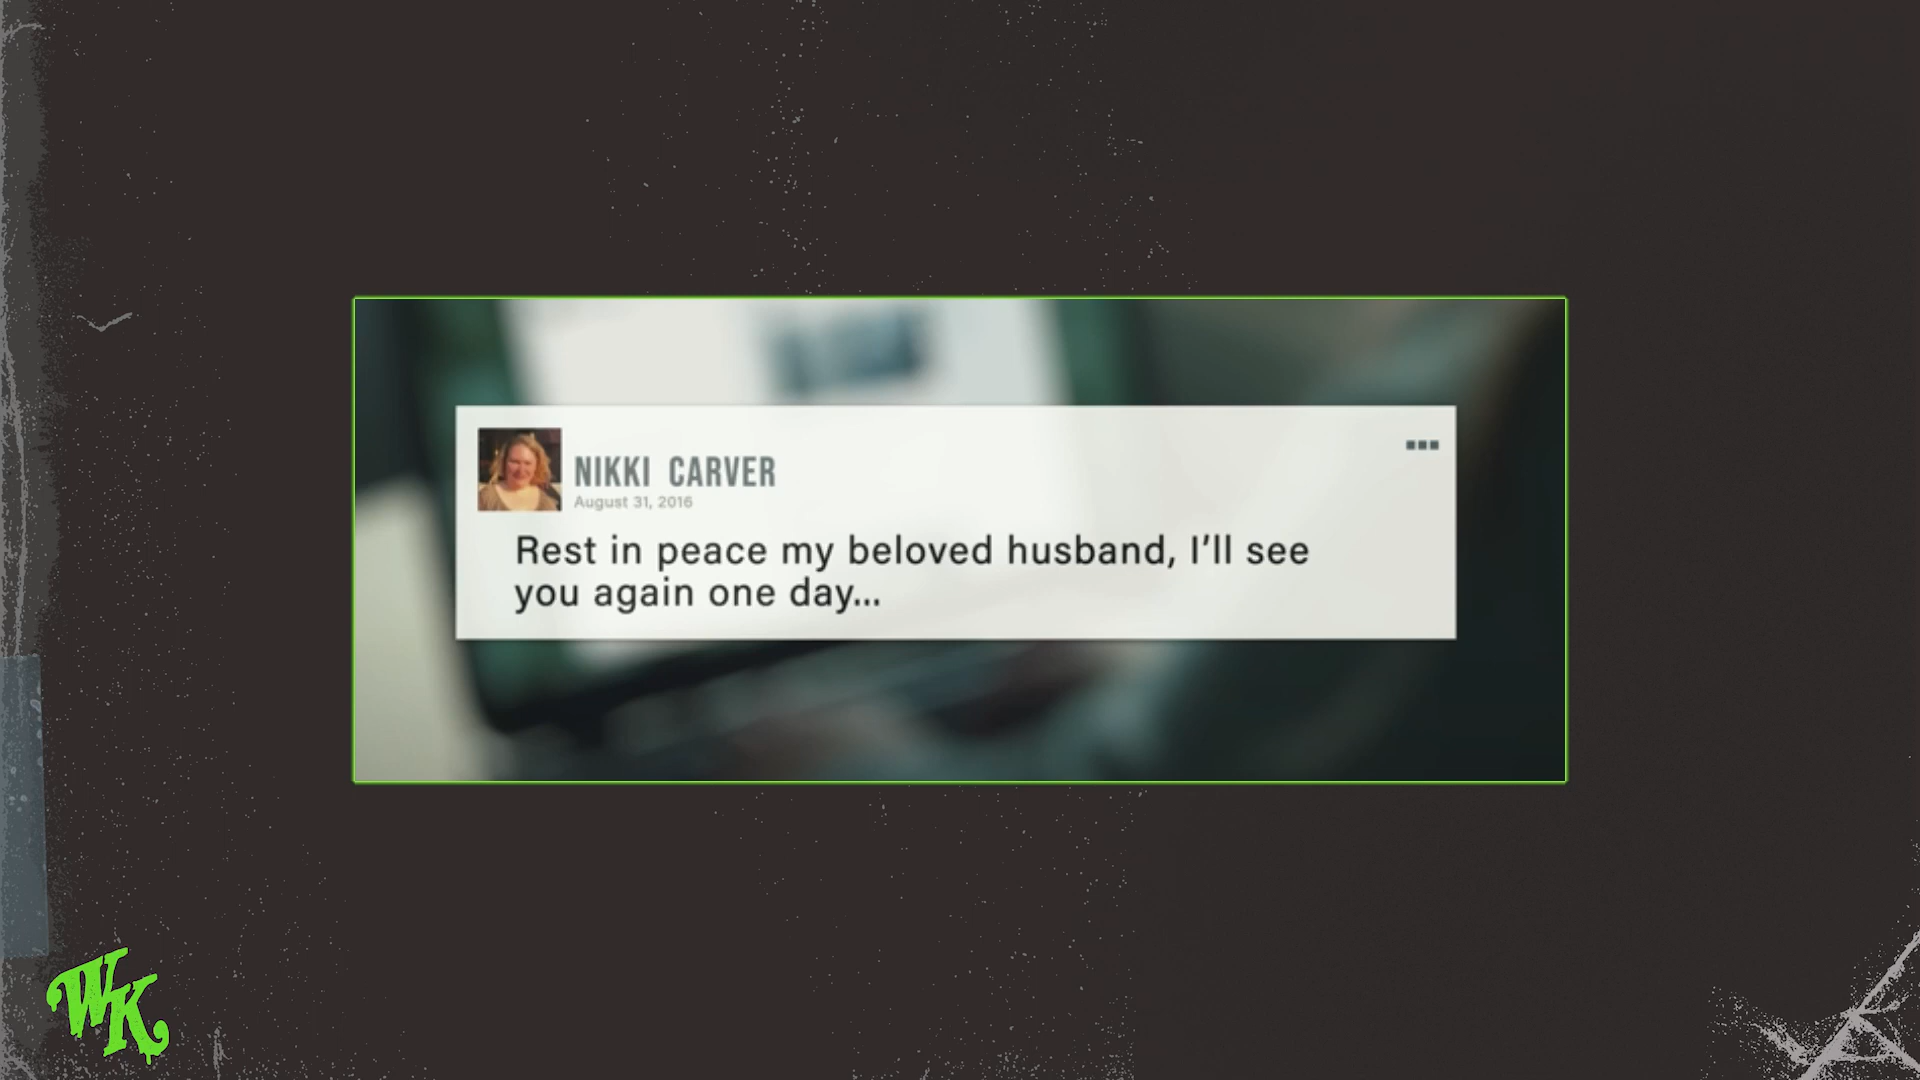 NIKKI CARVER
August 31, 2016
Rest in peace my beloved husband, I’ll see
you again one day...
WK